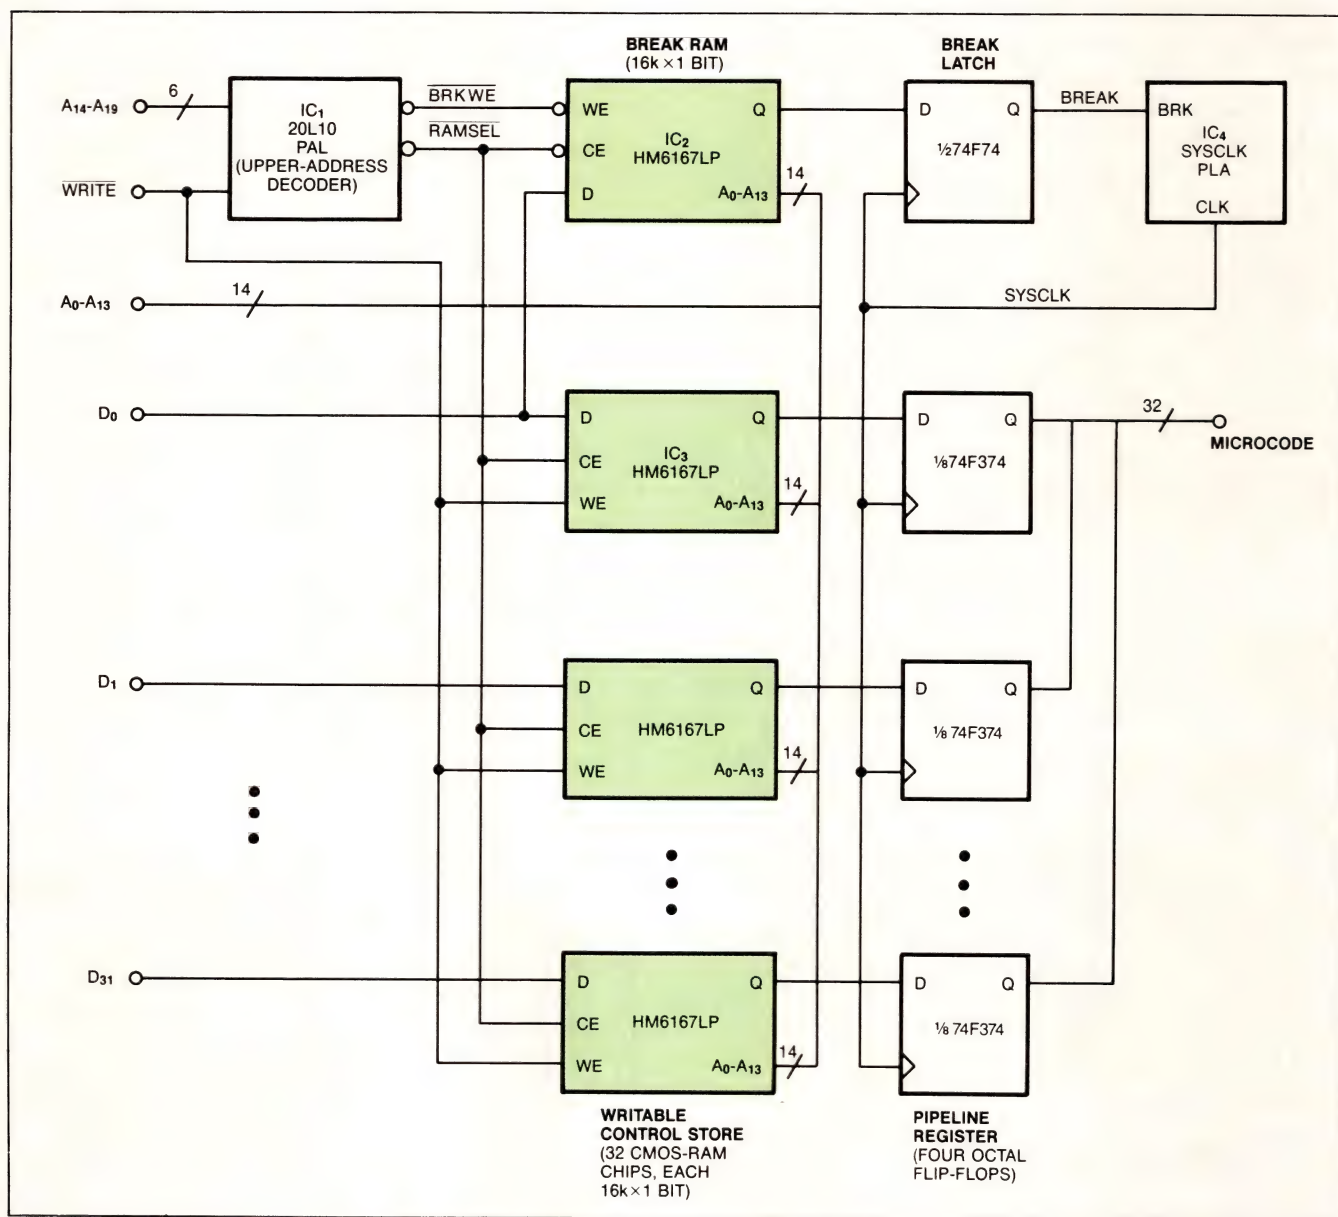 BREAK RAM
(16k × 1 BIT)
BREAK
LATCH
A14-A19
6
IC1
20L10
PAL
(UPPER-ADDRESS
DECODER)
WRITE
BRKWE
RAMSEL
WE
CE
D
Q
IC2
HM6167LP
A0-A13
14
D
Q
½74F74
BREAK
BRK
IC4
SYSCLK
PLA
CLK
A0-A13
14
SYSCLK
D0
D
CE
WE
Q
IC3
HM6167LP
A0-A13
14
D
Q
⅛74F374
32
MICROCODE
D1
D
CE
WE
Q
HM6167LP
A0-A13
14
D
Q
⅛ 74F374
D31
D
CE
WE
Q
HM6167LP
A0-A13
14
D
Q
⅛ 74F374
WRITABLE
CONTROL STORE
(32 CMOS-RAM
CHIPS, EACH
16k × 1 BIT)
PIPELINE
REGISTER
(FOUR OCTAL
FLIP-FLOPS)